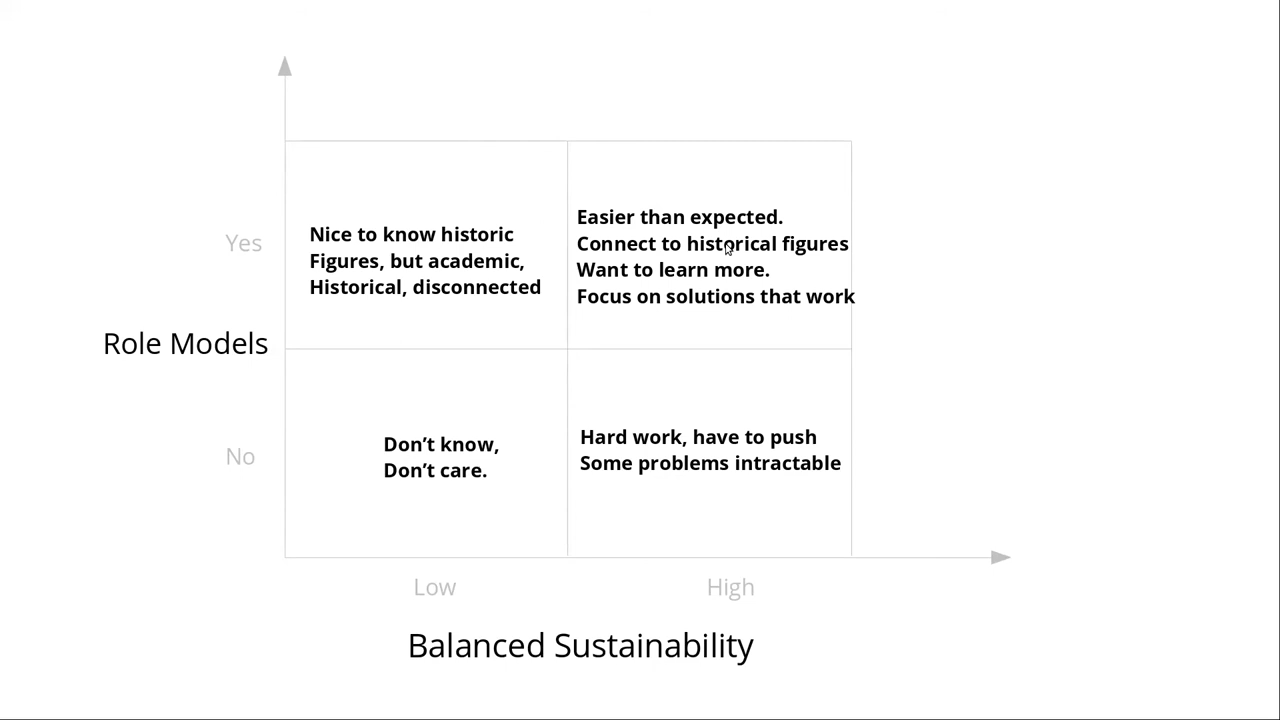 Yes
Nice to know historic
Figures, but academic,
Historical, disconnected
Easier than expected.
Connect to historical figures
Want to learn more.
Focus on solutions that work
Role Models
No
Don’t know,
Don’t care.
Hard work, have to push
Some problems intractable
Low
High
Balanced Sustainability